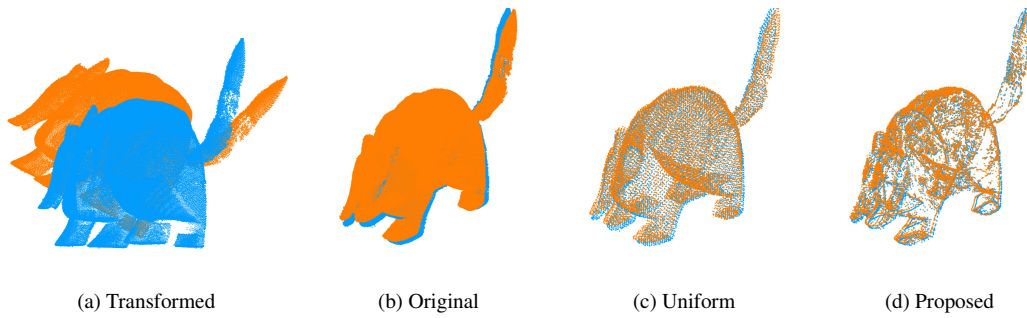 (a) Transformed
(b) Original
(c) Uniform
(d) Proposed